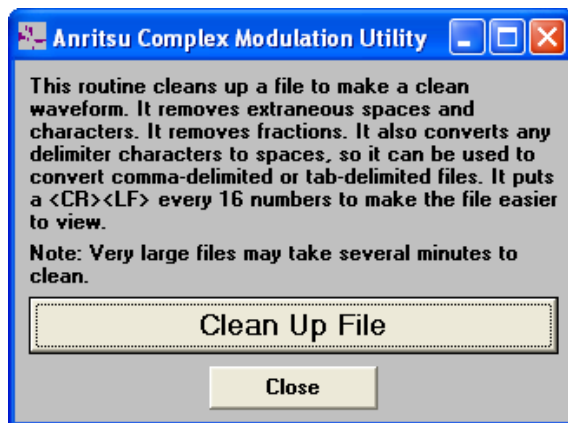 Anritsu Complex Modulation Utility
This routine cleans up a file to make a clean
waveform. It removes extraneous spaces and
characters. It removes fractions. It also converts any
delimiter characters to spaces, so it can be used to
convert comma-delimited or tab-delimited files. It puts
a <CR><LF> every 16 numbers to make the file easier
to view.
Note: Very large files may take several minutes to
clean.
Clean Up File
Close